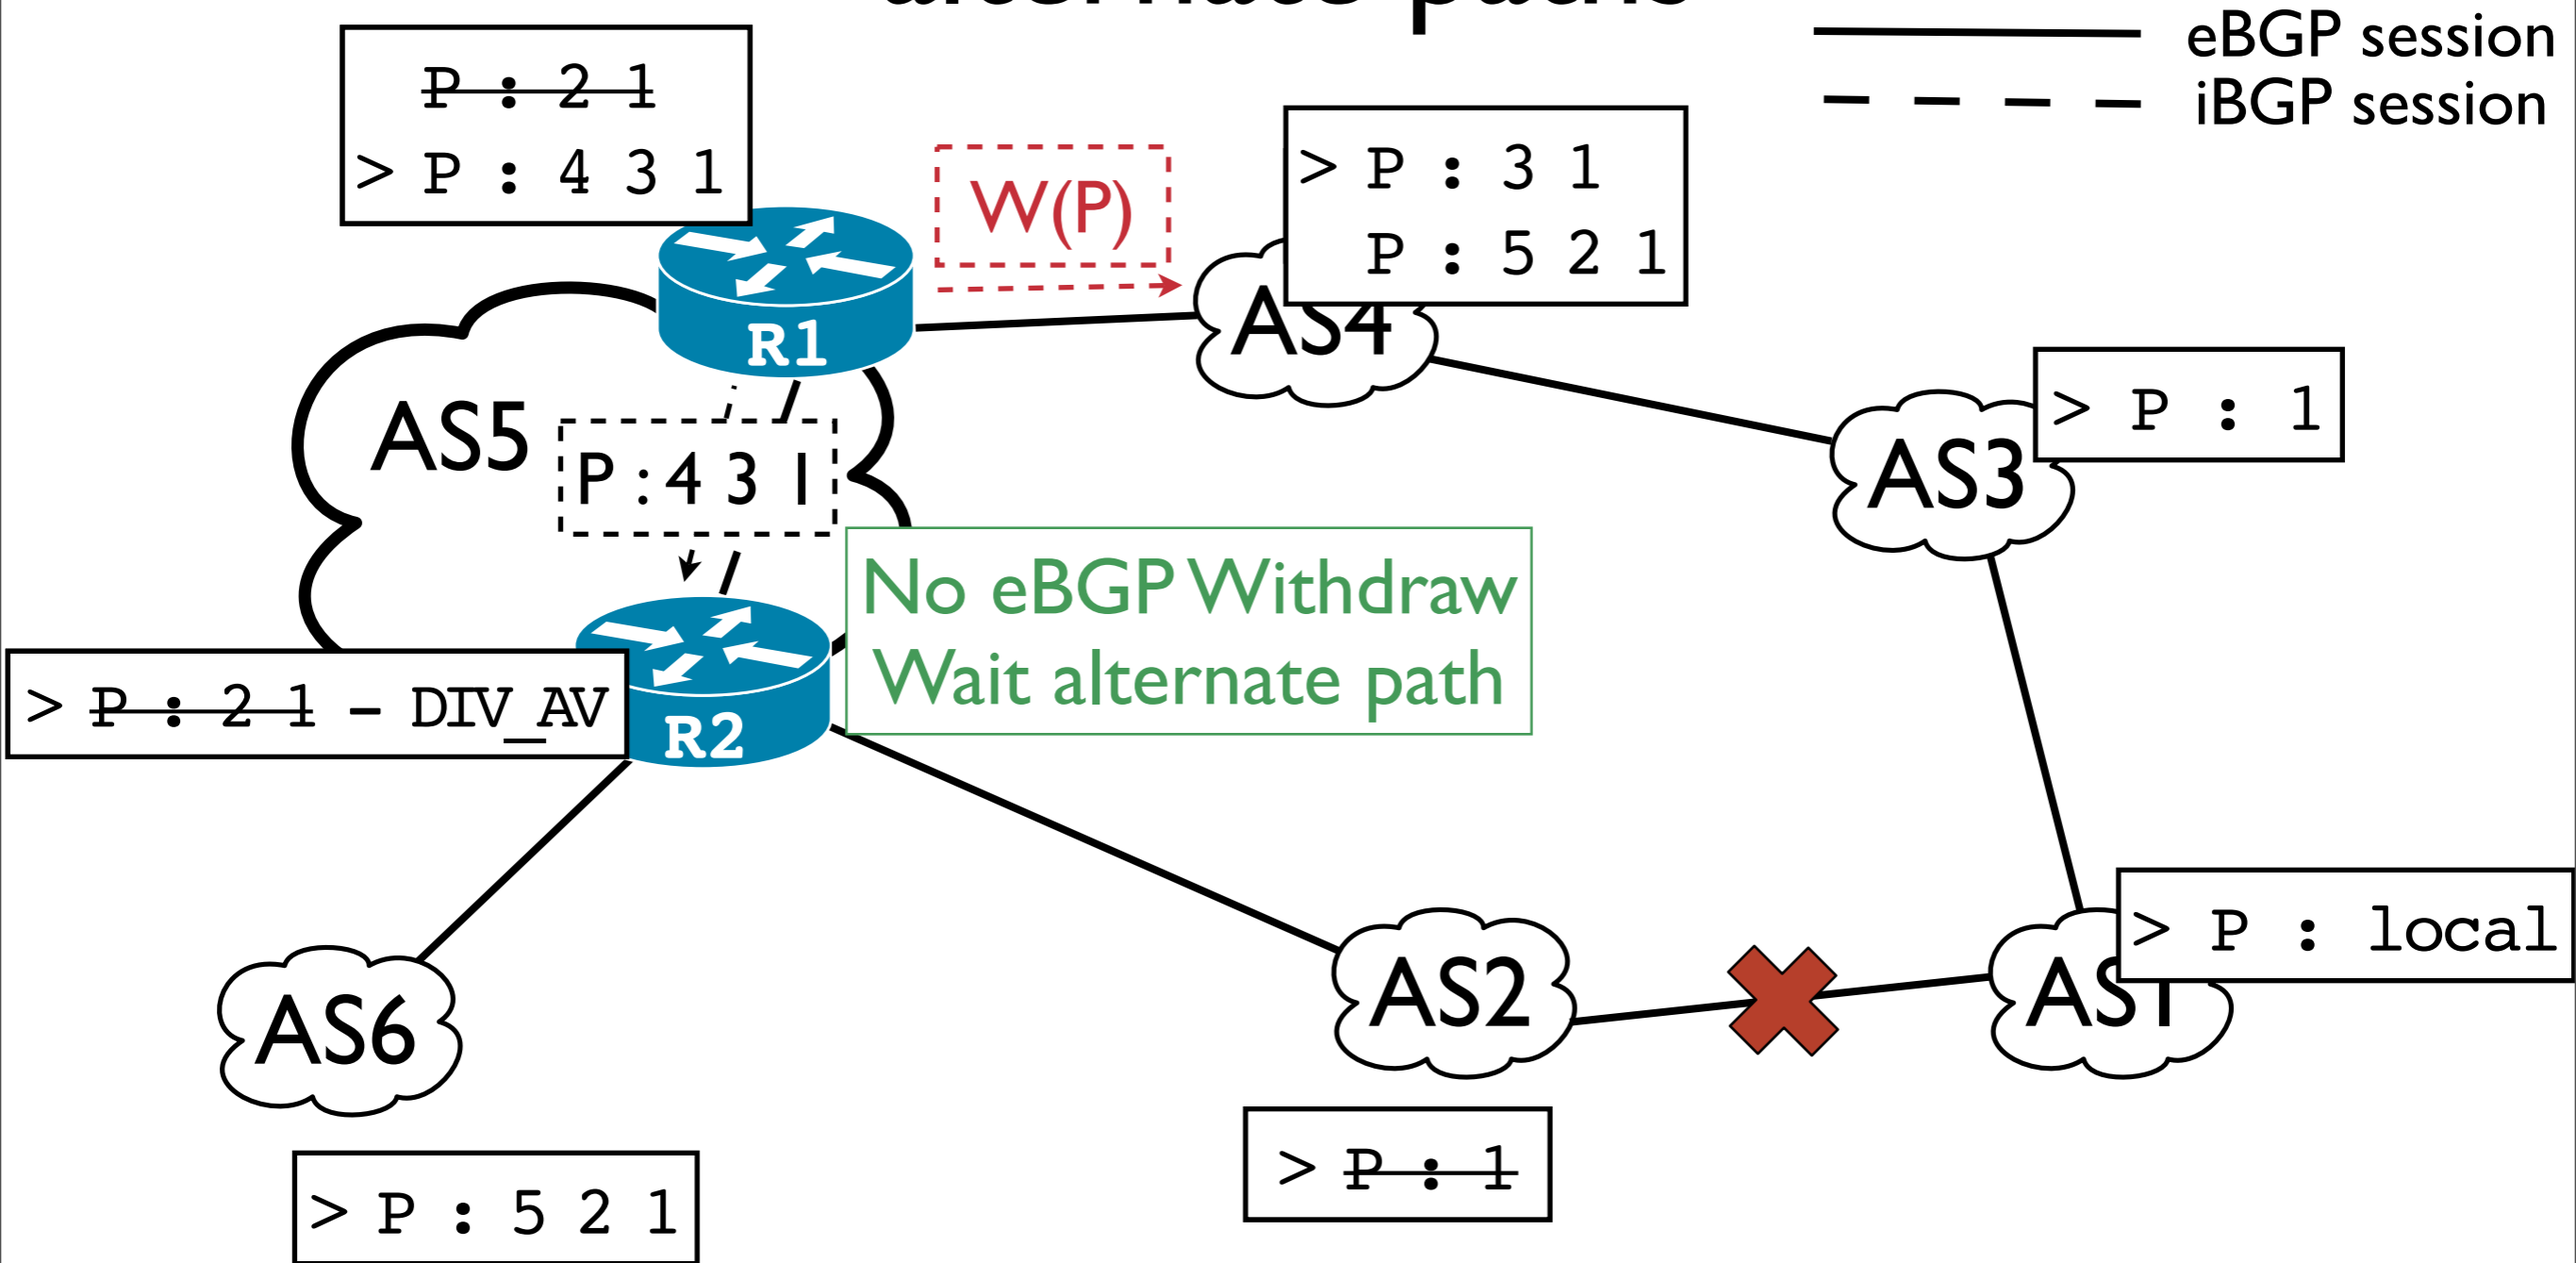 alternate paths
eBGP session
iBGP session
P : 2 1
> P : 4 3 1
W(P)
> P : 3 1
P : 5 2 1
R1
AS4
> P : 1
AS3
AS5
P : 4 3 1
No eBGP Withdraw
Wait alternate path
> P : 2 1 - DIV_AV
R2
> P : local
AS1
AS2
AS6
> P : 1
> P : 5 2 1